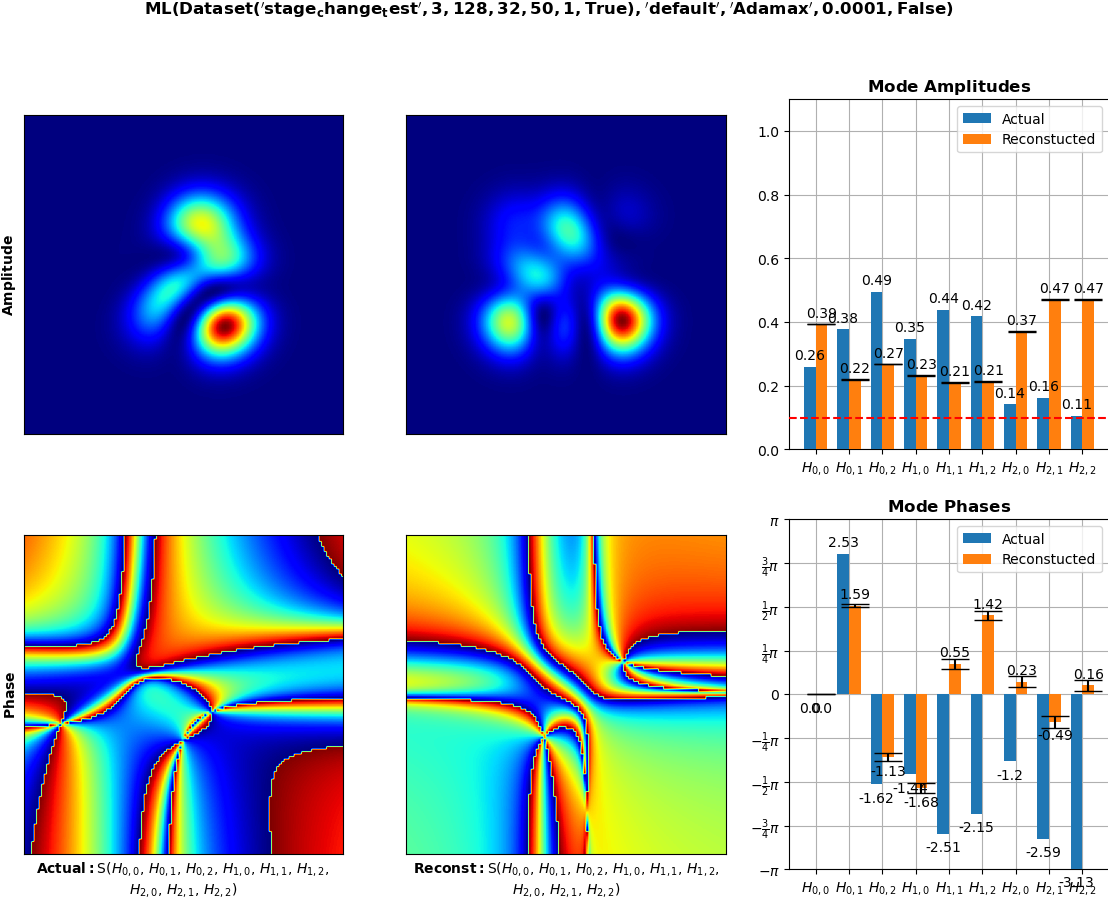 ML(Dataset('stage_change_test', 3, 128, 32, 50, 1, True), 'default', 'Adamax', 0.0001, False)
Amplitude
Mode Amplitudes
Actual
Reconstucted
1.0
0.8
0.6
0.4
0.2
0.0
0.26 0.39 0.38 0.22 0.49 0.27 0.35 0.23 0.44 0.21 0.42 0.21 0.14 0.37 0.16 0.47 0.11 0.47
H0,0 H0,1 H0,2 H1,0 H1,1 H1,2 H2,0 H2,1 H2,2
Phase
Actual: S(H0,0, H0,1, H0,2, H1,0, H1,1, H1,2,
H2,0, H2,1, H2,2)
Reconst: S(H0,0, H0,1, H0,2, H1,0, H1,1, H1,2,
H2,0, H2,1, H2,2)
Mode Phases
Actual
Reconstucted
π
3/4π
1/2π
1/4π
0
−1/4π
−1/2π
−3/4π
−π
0.0 0.0 2.53 1.59 -1.62 -1.13 -1.44 -1.68 -2.51 0.55 -2.15 1.42 -1.2 0.23 -2.59 -0.49 -3.13 0.16
H0,0 H0,1 H0,2 H1,0 H1,1 H1,2 H2,0 H2,1 H2,2